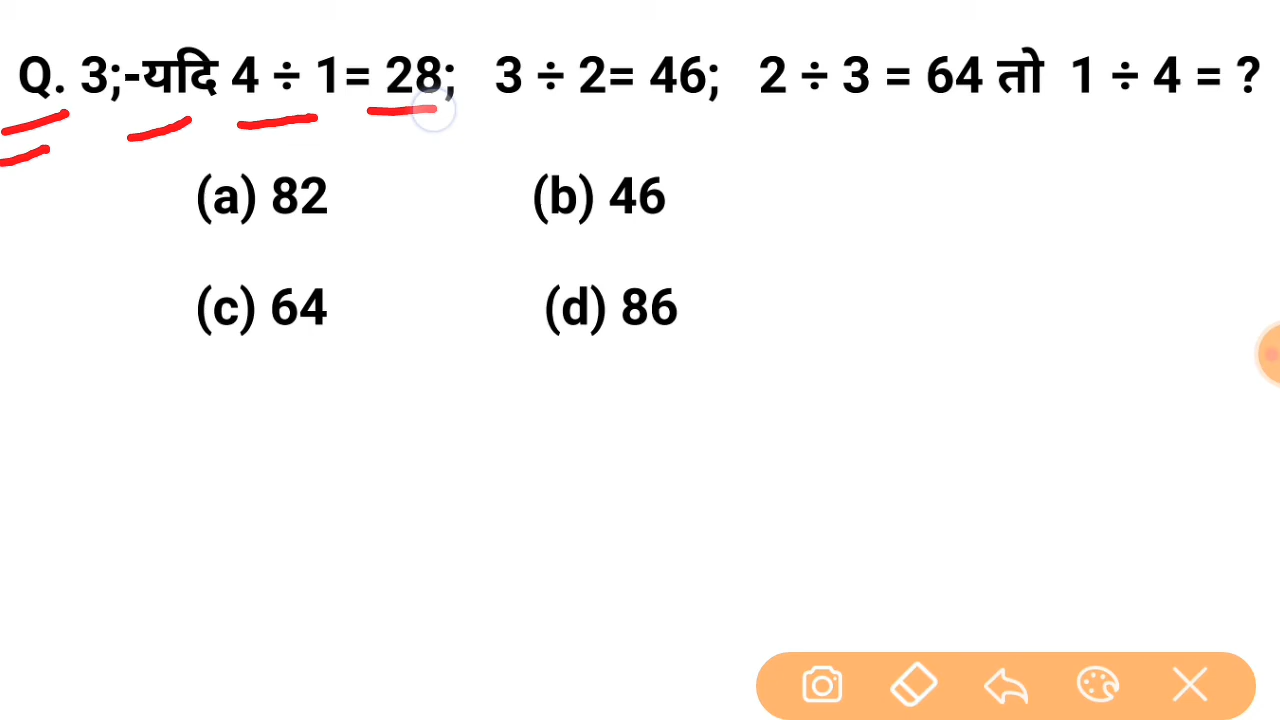 Q. 3;-यदि 4 ÷ 1= 28; 3 ÷ 2= 46; 2 ÷ 3 = 64 तो 1 ÷ 4 = ?
(a) 82 (b) 46
(c) 64 (d) 86